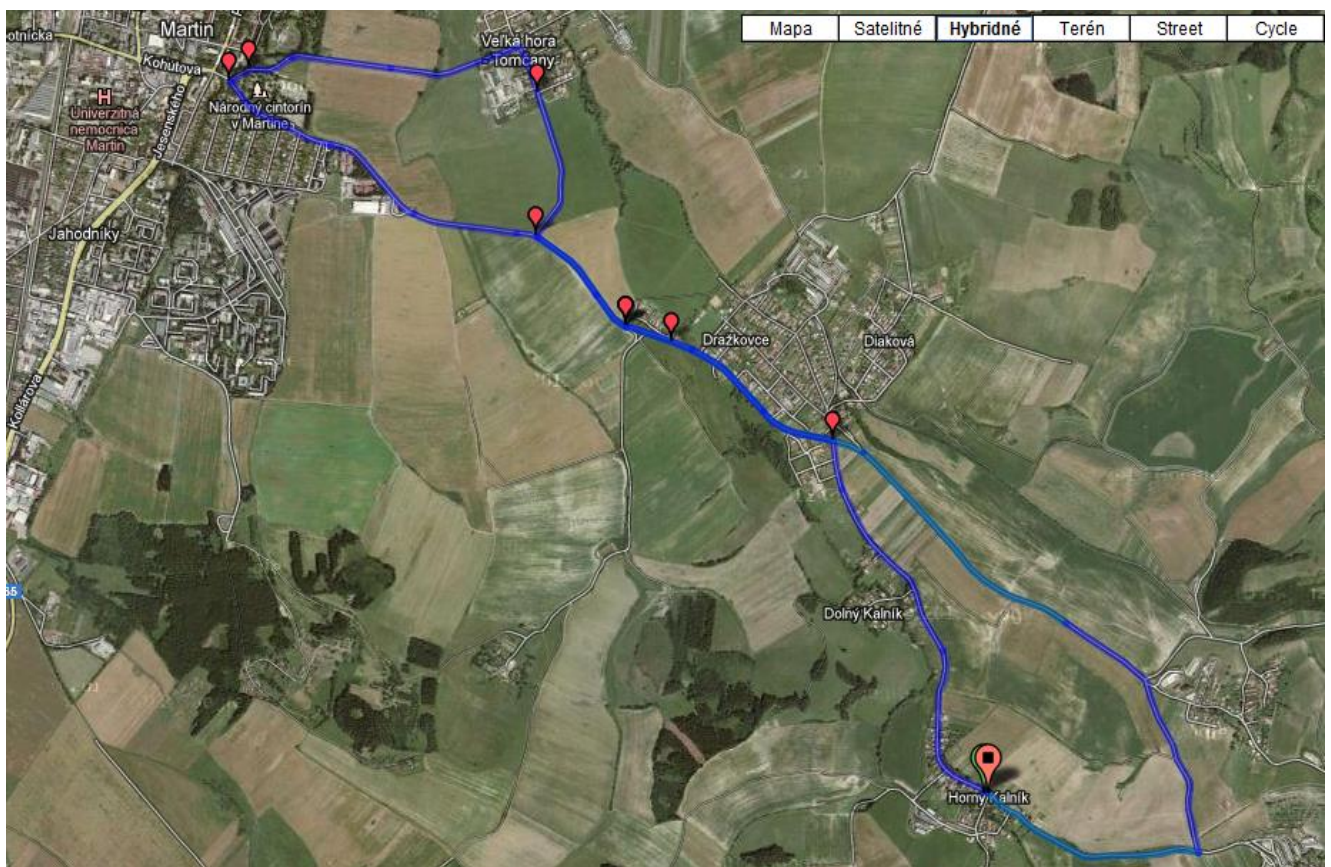 Mapa
Satelitné
Hybridné
Terén
Street
Cycle
Martin
Kohútova
Veľká hora
Tomčany
H
Univerzitná
nemocnica
Martin
Národný cintorín
v Martine
Jesenského
Jahodníky
Kollárova
Dražkovce
Diaková
65
Dolný Kalník
Horný Kalník